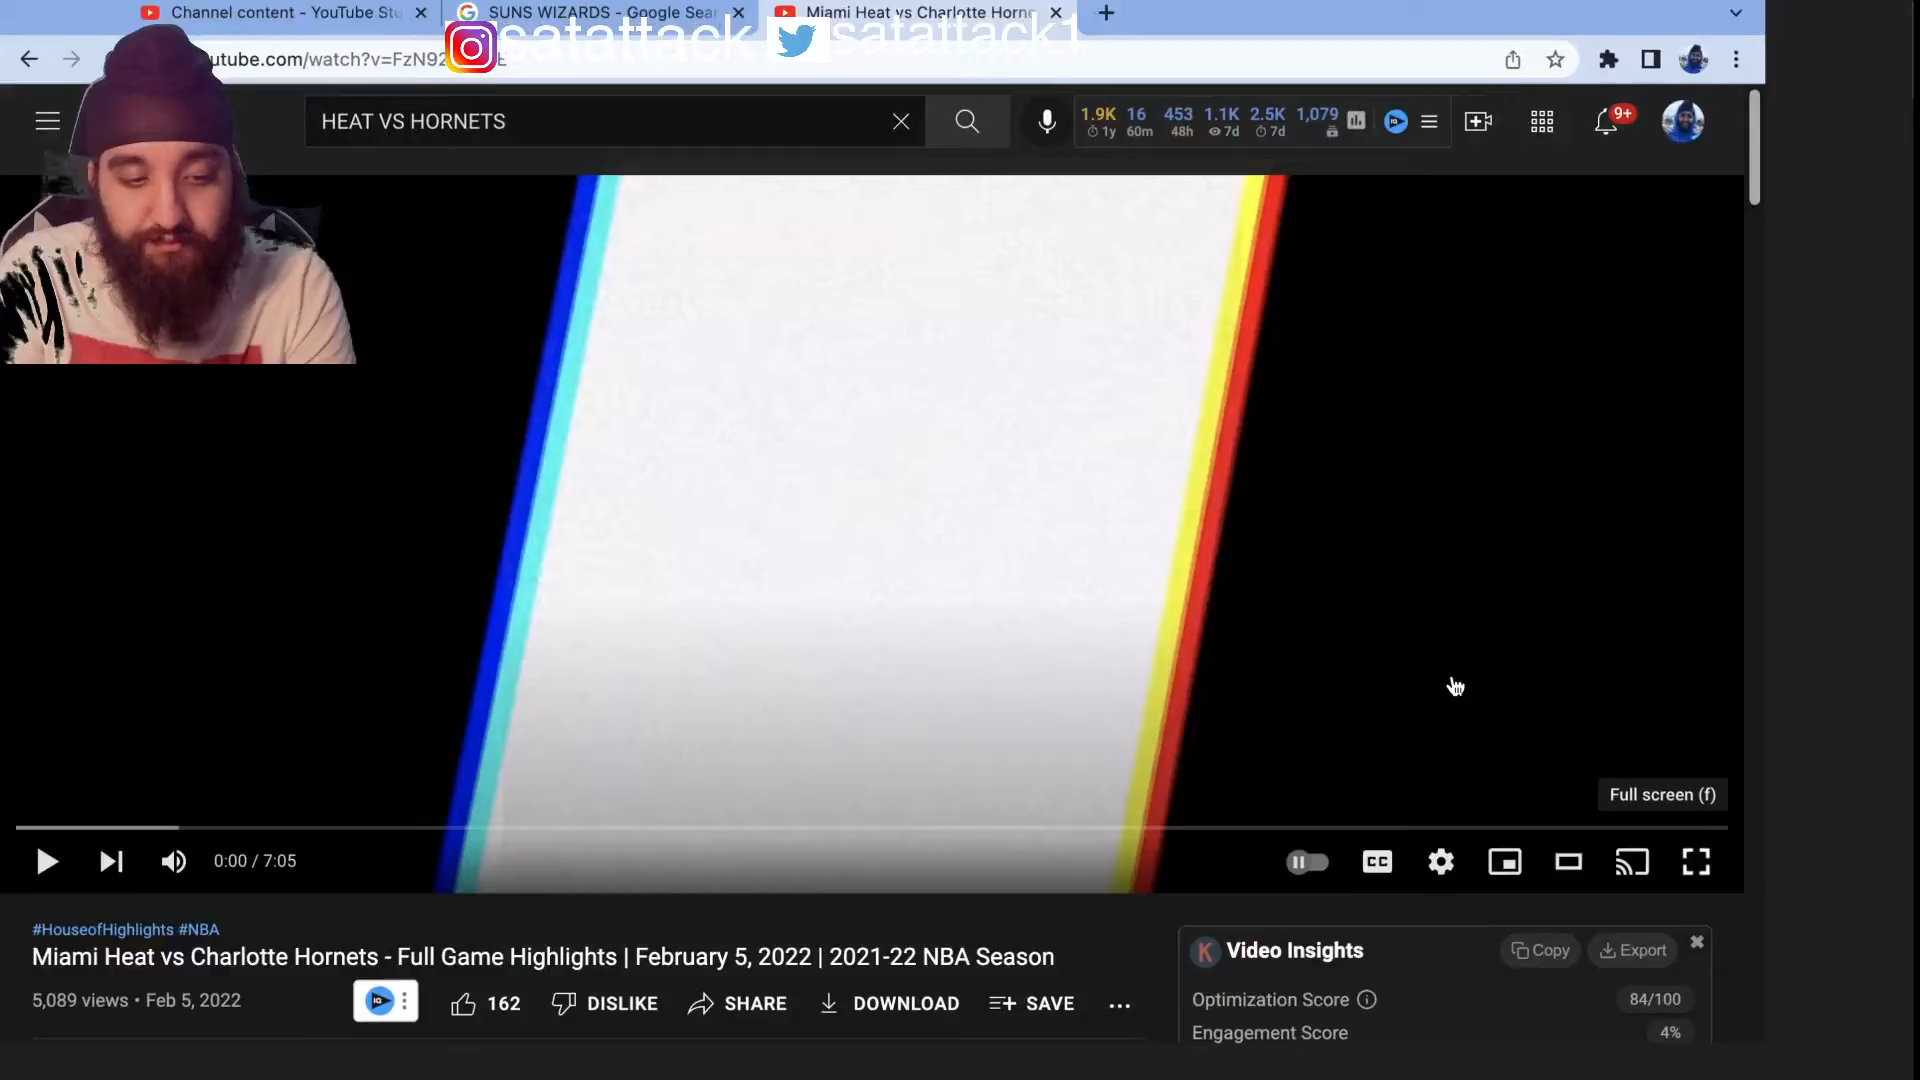 Channel content - YouTube Stu
SUNS WIZARDS - Google Sear
Miami Heat vs Charlotte Horne
satattack
satattack1
utube.com/watch?v=FzN92
HEAT VS HORNETS
1.9K 16 453 1.1K 2.5K 1,079
1y 60m 48h 7d 7d
9+
Full screen (f)
0:00 / 7:05
CC
#HouseofHighlights #NBA
Miami Heat vs Charlotte Hornets - Full Game Highlights | February 5, 2022 | 2021-22 NBA Season
5,089 views • Feb 5, 2022
IQ
162 DISLIKE SHARE DOWNLOAD SAVE ...
K Video Insights Copy Export
Optimization Score 84/100
Engagement Score 4%